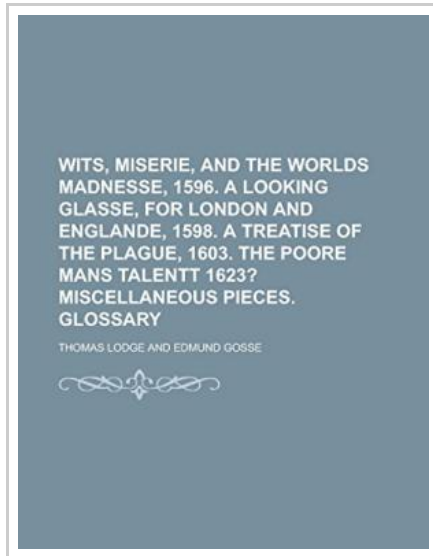 WITS, MISERIE, AND THE WORLDS
MADNESSE, 1596. A LOOKING
GLASSE, FOR LONDON AND
ENGLANDE, 1598. A TREATISE OF
THE PLAGUE, 1603. THE POORE
MANS TALENTT 1623?
MISCELLANEOUS PIECES.
GLOSSARY
THOMAS LODGE AND EDMUND GOSSE